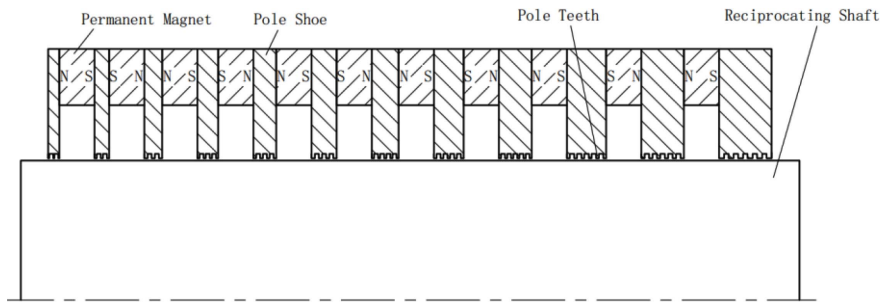 Permanent Magnet Pole Shoe Pole Teeth Reciprocating Shaft
N S S N N S S N N S S N N S S N N S S N N S